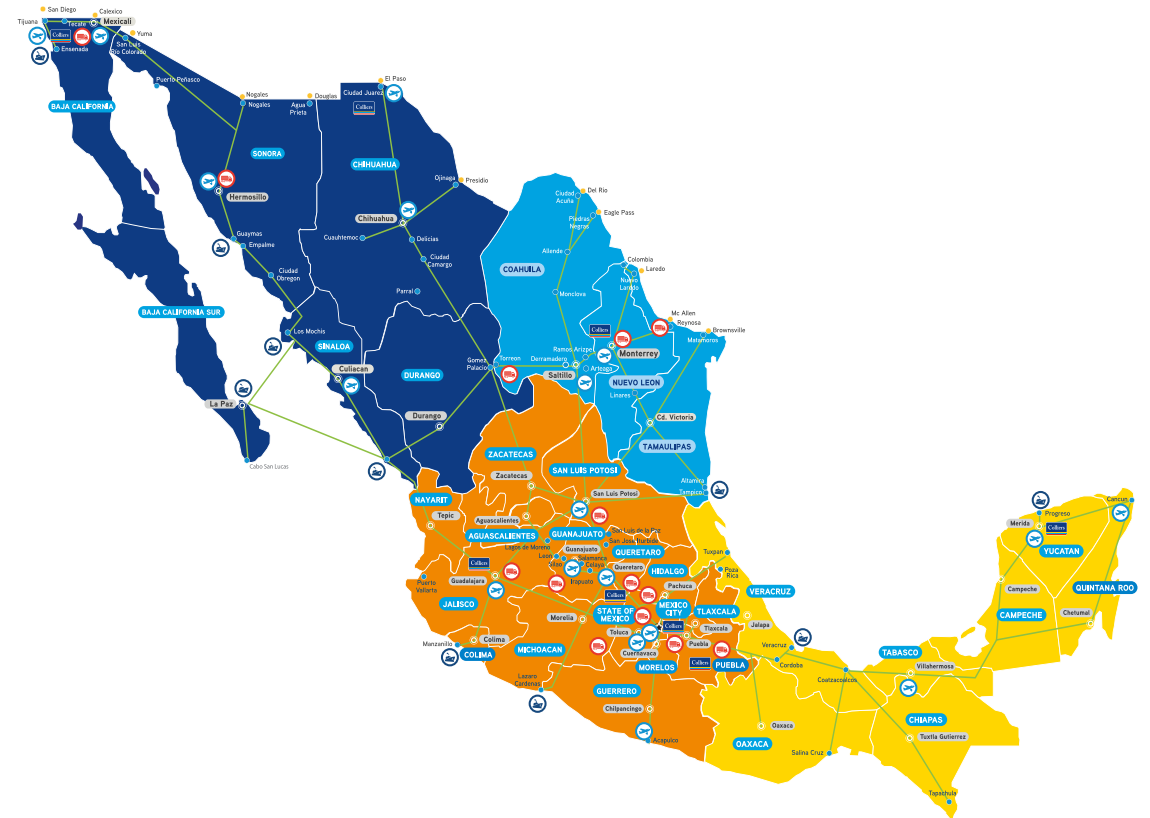 San Diego
Calexico
Tijuana
Tecate
Mexicali
Colliers
Yuma
San Luis
Rio Colorado
Ensenada
Puerto Peñasco
BAJA CALIFORNIA
Nogales
Nogales
Douglas
Agua
Prieta
El Paso
Ciudad Juarez
Colliers
SONORA
CHIHUAHUA
Hermosillo
Ojinaga
Presidio
Chihuahua
Cuauhtemoc
Delicias
Ciudad
Camargo
Parral
Guaymas
Empalme
Ciudad
Obregon
BAJA CALIFORNIA SUR
Los Mochis
SINALOA
Culiacan
DURANGO
Durango
La Paz
Cabo San Lucas
Gomez
Palacio
Torreon
Ciudad
Acuña
Del Rio
Piedras
Negras
Eagle Pass
Allende
COAHUILA
Monclova
Colombia
Laredo
Nuevo
Laredo
Mc Allen
Reynosa
Brownsville
Matamoros
Colliers
Ramos Arizpe
Monterrey
Derramadero
Saltillo
Arteaga
NUEVO LEON
Linares
Cd. Victoria
TAMAULIPAS
Altamira
Tampico
ZACATECAS
Zacatecas
SAN LUIS POTOSI
San Luis Potosi
NAYARIT
Tepic
Aguascalientes
AGUASCALIENTES
GUANAJUATO
San Luis de la Paz
San Jose Iturbide
Lagos de Moreno
Guanajuato
QUERETARO
Leon
Silao
Salamanca
Celaya
Queretaro
Irapuato
HIDALGO
Colliers
Guadalajara
Puerto
Vallarta
JALISCO
Colliers
Pachuca
STATE OF
MEXICO
MEXICO
CITY
TLAXCALA
Tuxpan
Poza
Rica
VERACRUZ
Morelia
Toluca
Colliers
Tlaxcala
Jalapa
Manzanillo
Colima
COLIMA
MICHOACAN
Cuernavaca
Puebla
MORELOS
Colliers
PUEBLA
Veracruz
Cordoba
Lazaro
Cardenas
GUERRERO
Chilpancingo
Acapulco
Oaxaca
OAXACA
Salina Cruz
Coatzacoalcos
TABASCO
Villahermosa
CHIAPAS
Tuxtla Gutierrez
Tapachula
Cancun
Progreso
Merida
Colliers
YUCATAN
Campeche
QUINTANA ROO
CAMPECHE
Chetumal